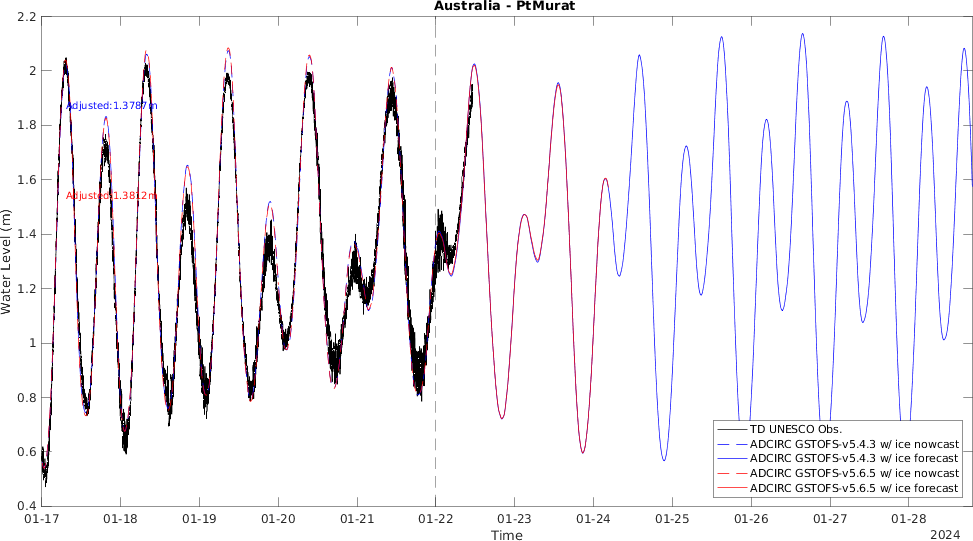 Australia - PtMurat
2.2
2
1.8
1.6
1.4
1.2
1
0.8
0.6
0.4
Water Level (m)
Adjusted:1.3787m
Adjusted:1.3812m
TD UNESCO Obs.
ADCIRC GSTOFS-v5.4.3 w/ ice nowcast
ADCIRC GSTOFS-v5.4.3 w/ ice forecast
ADCIRC GSTOFS-v5.6.5 w/ ice nowcast
ADCIRC GSTOFS-v5.6.5 w/ ice forecast
01-17 01-18 01-19 01-20 01-21 01-22 01-23 01-24 01-25 01-26 01-27 01-28
Time
2024